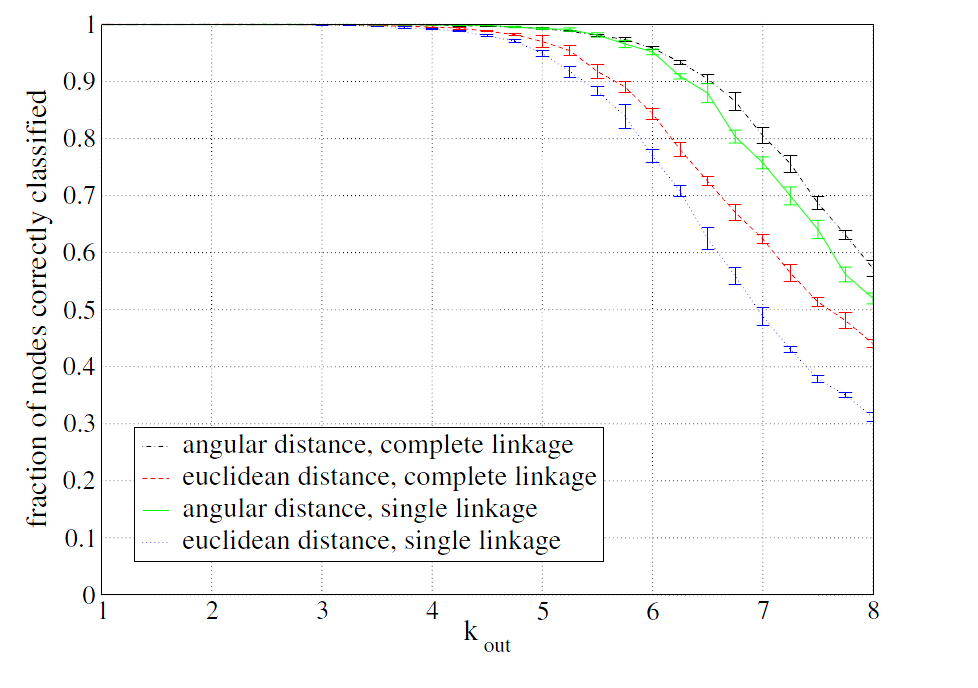 fraction of nodes correctly classified
1
0.9
0.8
0.7
0.6
0.5
0.4
0.3
0.2
0.1
0
angular distance, complete linkage
euclidean distance, complete linkage
angular distance, single linkage
euclidean distance, single linkage
1 2 3 4 5 6 7 8
k out